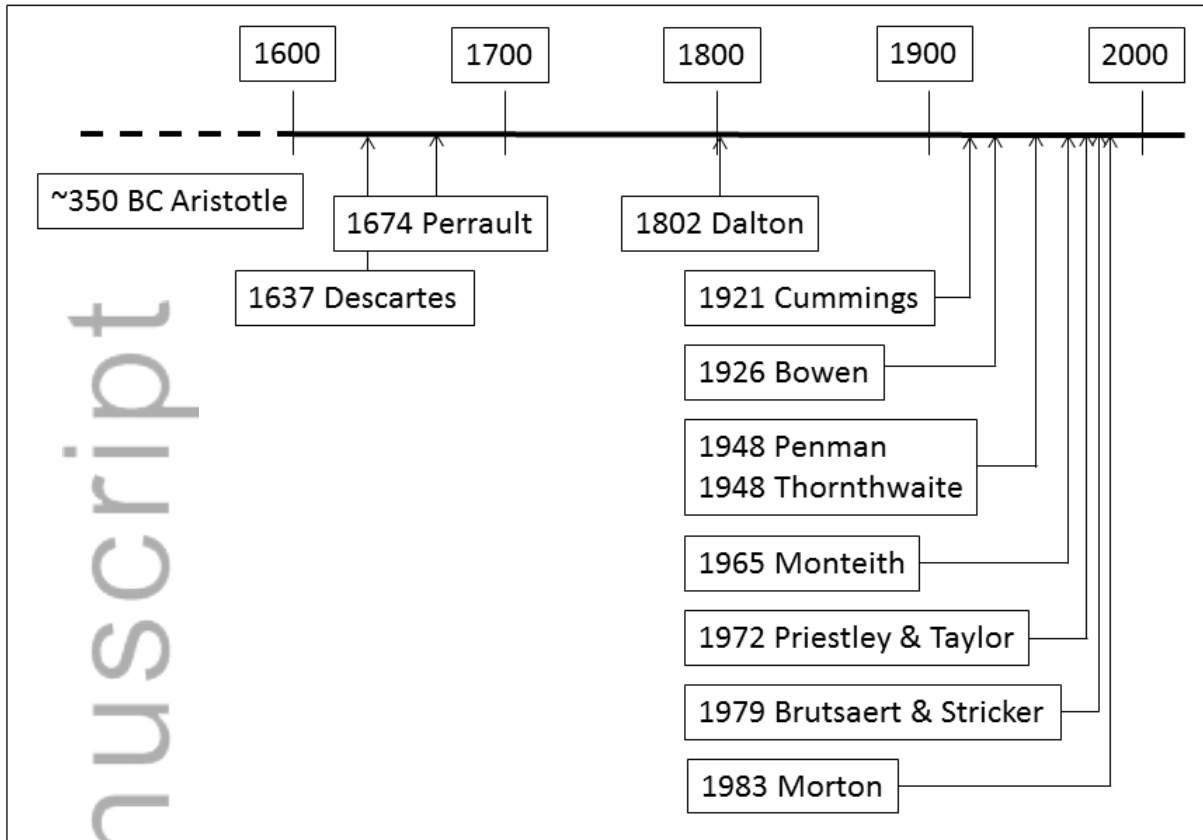 1600
1700
1800
1900
2000
~350 BC Aristotle
1674 Perrault
1802 Dalton
1637 Descartes
1921 Cummings
1926 Bowen
1948 Penman
1948 Thornthwaite
1965 Monteith
1972 Priestley & Taylor
1979 Brutsaert & Stricker
1983 Morton
nuscript